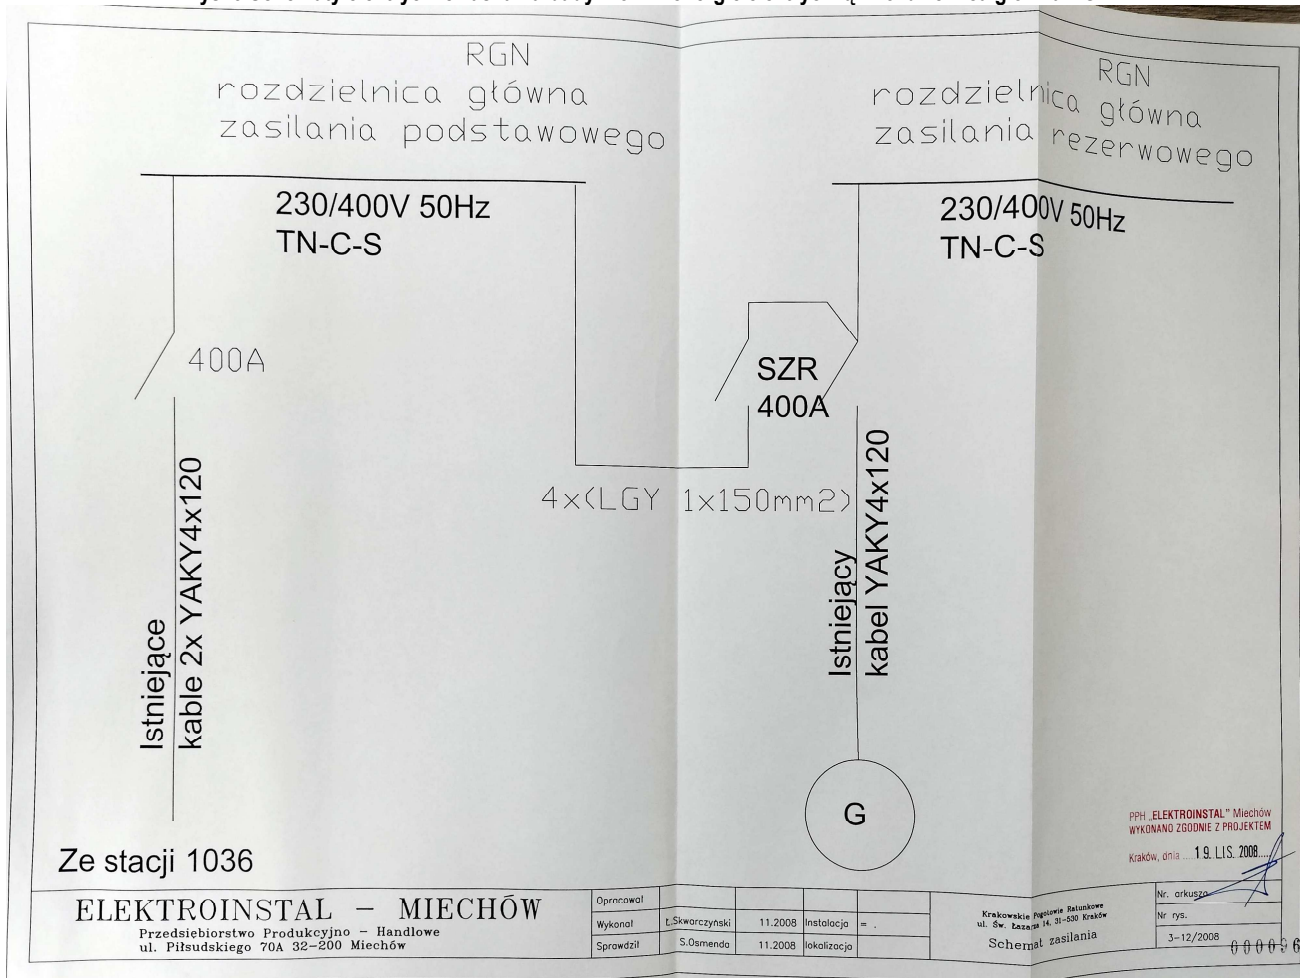 RGN
rozdzielnica główna
zasilania podstawowego
230/400V 50Hz
TN-C-S
400A
Istniejące
kable 2x YAKY4x120
Ze stacji 1036
RGN
rozdzielnica główna
zasilania rezerwowego
230/400V 50Hz
TN-C-S
SZR
400A
4x(LGY 1x150mm2)
Istniejący
kabel YAKY4x120
G
PPH „ELEKTROINSTAL" Miechów
WYKONANO ZGODNIE Z PROJEKTEM
Kraków, dnia 19. LIS. 2008
ELEKTROINSTAL – MIECHÓW
Przedsiębiorstwo Produkcyjno – Handlowe
ul. Piłsudskiego 70A 32-200 Miechów
Opracował
Wykonał Ł.Skworczyński 11.2008 Instalacja = .
Sprawdził S.Osmenda 11.2008 lokalizacja
Krakowskie Pogotowie Ratunkowe
ul. Św. Łazarza 14, 31-530 Kraków
Schemat zasilania
Nr. arkusza
Nr rys.
3-12/2008
000096